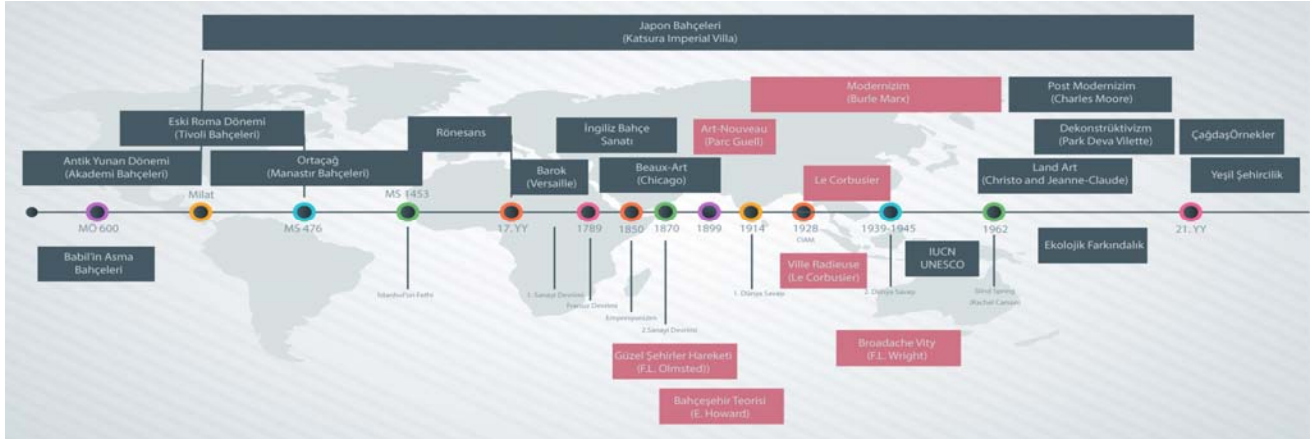 Japon Bahçeleri
(Katsura Imperial Villa)
Modernizim
(Burle Marx)
Post Modernizim
(Charles Moore)
Eski Roma Dönemi
(Tivoli Bahçeleri)
Rönesans
İngiliz Bahçe
Sanatı
Art-Nouveau
(Parc Guell)
Dekonstrüktivizm
(Park Deva Vilette)
ÇağdaşÖrnekler
Antik Yunan Dönemi
(Akademi Bahçeleri)
Ortaçağ
(Manastır Bahçeleri)
Barok
(Versaille)
Beaux-Art
(Chicago)
Le Corbusier
Land Art
(Christo and Jeanne-Claude)
Yeşil Şehircilik
Milat
MS 1453
MÖ 600
MS 476
17. YY
1789
1850
1870
1899
1914
1928
CIAM
1939-1945
1962
21. YY
Babil'in Asma
Bahçeleri
Ville Radieuse
(Le Corbusier)
IUCN
UNESCO
Ekolojik Farkındalık
İstanbul'un Fethi
1. Sanayi Devrimi
Fransız Devrimi
Empresyonizm
2.Sanayi Devrimi
1. Dünya Savaşı
2. Dünya Savaşı
Slind Spring
(Rachel Carson)
Güzel Şehirler Hareketi
(F.L. Olmsted))
Broadache Vity
(F.L. Wright)
Bahçeşehir Teorisi
(E. Howard)